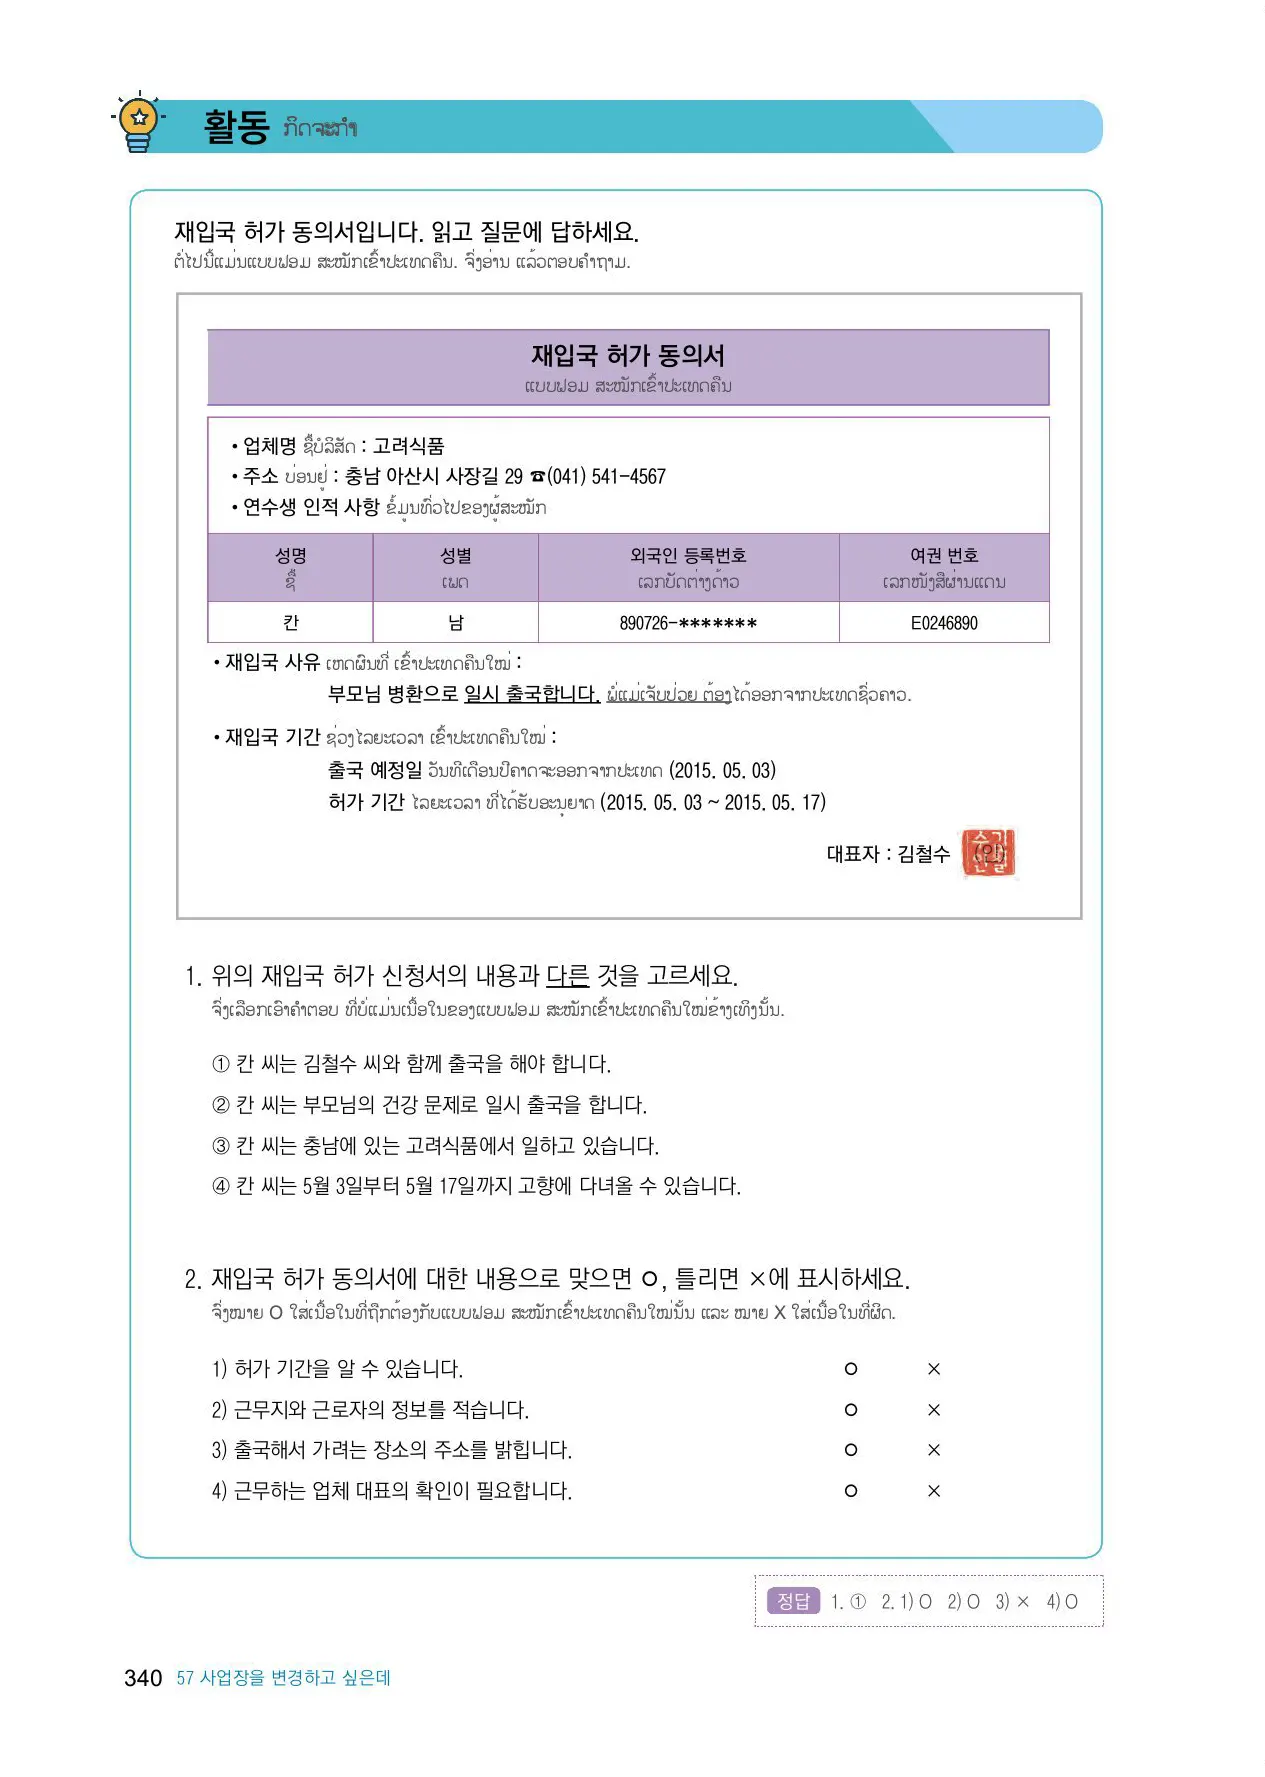 활동 ກິດຈະກຳ
재입국 허가 동의서입니다. 읽고 질문에 답하세요.
ຕໍ່ໄປນີ້ແມ່ນແບບຟອມ ສະໝັກເຂົ້າປະເທດຄືນ. ຈົ່ງອ່ານ ແລ້ວຕອບຄຳຖາມ.
재입국 허가 동의서
ແບບຟອມ ສະໝັກເຂົ້າປະເທດຄືນ
• 업체명 ຊື່ບໍລິສັດ : 고려식품
• 주소 ບ່ອນຢູ່ : 충남 아산시 사장길 29 ☎(041) 541-4567
• 연수생 인적 사항 ຂໍ້ມູນທົ່ວໄປຂອງຜູ້ສະໝັກ
성명 성별 외국인 등록번호 여권 번호
ຊື່ ເພດ ເລກບັດຕ່າງດ້າວ ເລກໜັງສືຜ່ານແດນ
칸 남 890726-******* E0246890
• 재입국 사유 ເຫດຜົນທີ່ ເຂົ້າປະເທດຄືນໃໝ່ :
부모님 병환으로 일시 출국합니다. ພໍ່ແມ່ເຈັບປ່ວຍ ຕ້ອງໄດ້ອອກຈາກປະເທດຊົ່ວຄາວ.
• 재입국 기간 ຊ່ວງໄລຍະເວລາ ເຂົ້າປະເທດຄືນໃໝ່ :
출국 예정일 ວັນທີເດືອນປີຄາດຈະອອກຈາກປະເທດ (2015. 05. 03)
허가 기간 ໄລຍະເວລາ ທີ່ໄດ້ຮັບອະນຸຍາດ (2015. 05. 03 ~ 2015. 05. 17)
대표자 : 김철수 (인)
1. 위의 재입국 허가 신청서의 내용과 다른 것을 고르세요.
ຈົ່ງເລືອກເອົາຄຳຕອບ ທີ່ບໍ່ແມ່ນເນື້ອໃນຂອງແບບຟອມ ສະໝັກເຂົ້າປະເທດຄືນໃໝ່ຂ້າງເທິງນັ້ນ.
① 칸 씨는 김철수 씨와 함께 출국을 해야 합니다.
② 칸 씨는 부모님의 건강 문제로 일시 출국을 합니다.
③ 칸 씨는 충남에 있는 고려식품에서 일하고 있습니다.
④ 칸 씨는 5월 3일부터 5월 17일까지 고향에 다녀올 수 있습니다.
2. 재입국 허가 동의서에 대한 내용으로 맞으면 O, 틀리면 ×에 표시하세요.
ຈົ່ງໝາຍ O ໃສ່ເນື້ອໃນທີ່ຖືກຕ້ອງກັບແບບຟອມ ສະໝັກເຂົ້າປະເທດຄືນໃໝ່ນັ້ນ ແລະ ໝາຍ X ໃສ່ເນື້ອໃນທີ່ຜິດ.
1) 허가 기간을 알 수 있습니다. O ×
2) 근무지와 근로자의 정보를 적습니다. O ×
3) 출국해서 가려는 장소의 주소를 밝힙니다. O ×
4) 근무하는 업체 대표의 확인이 필요합니다. O ×
정답 1. ① 2. 1) O 2) O 3) × 4) O
340 57 사업장을 변경하고 싶은데